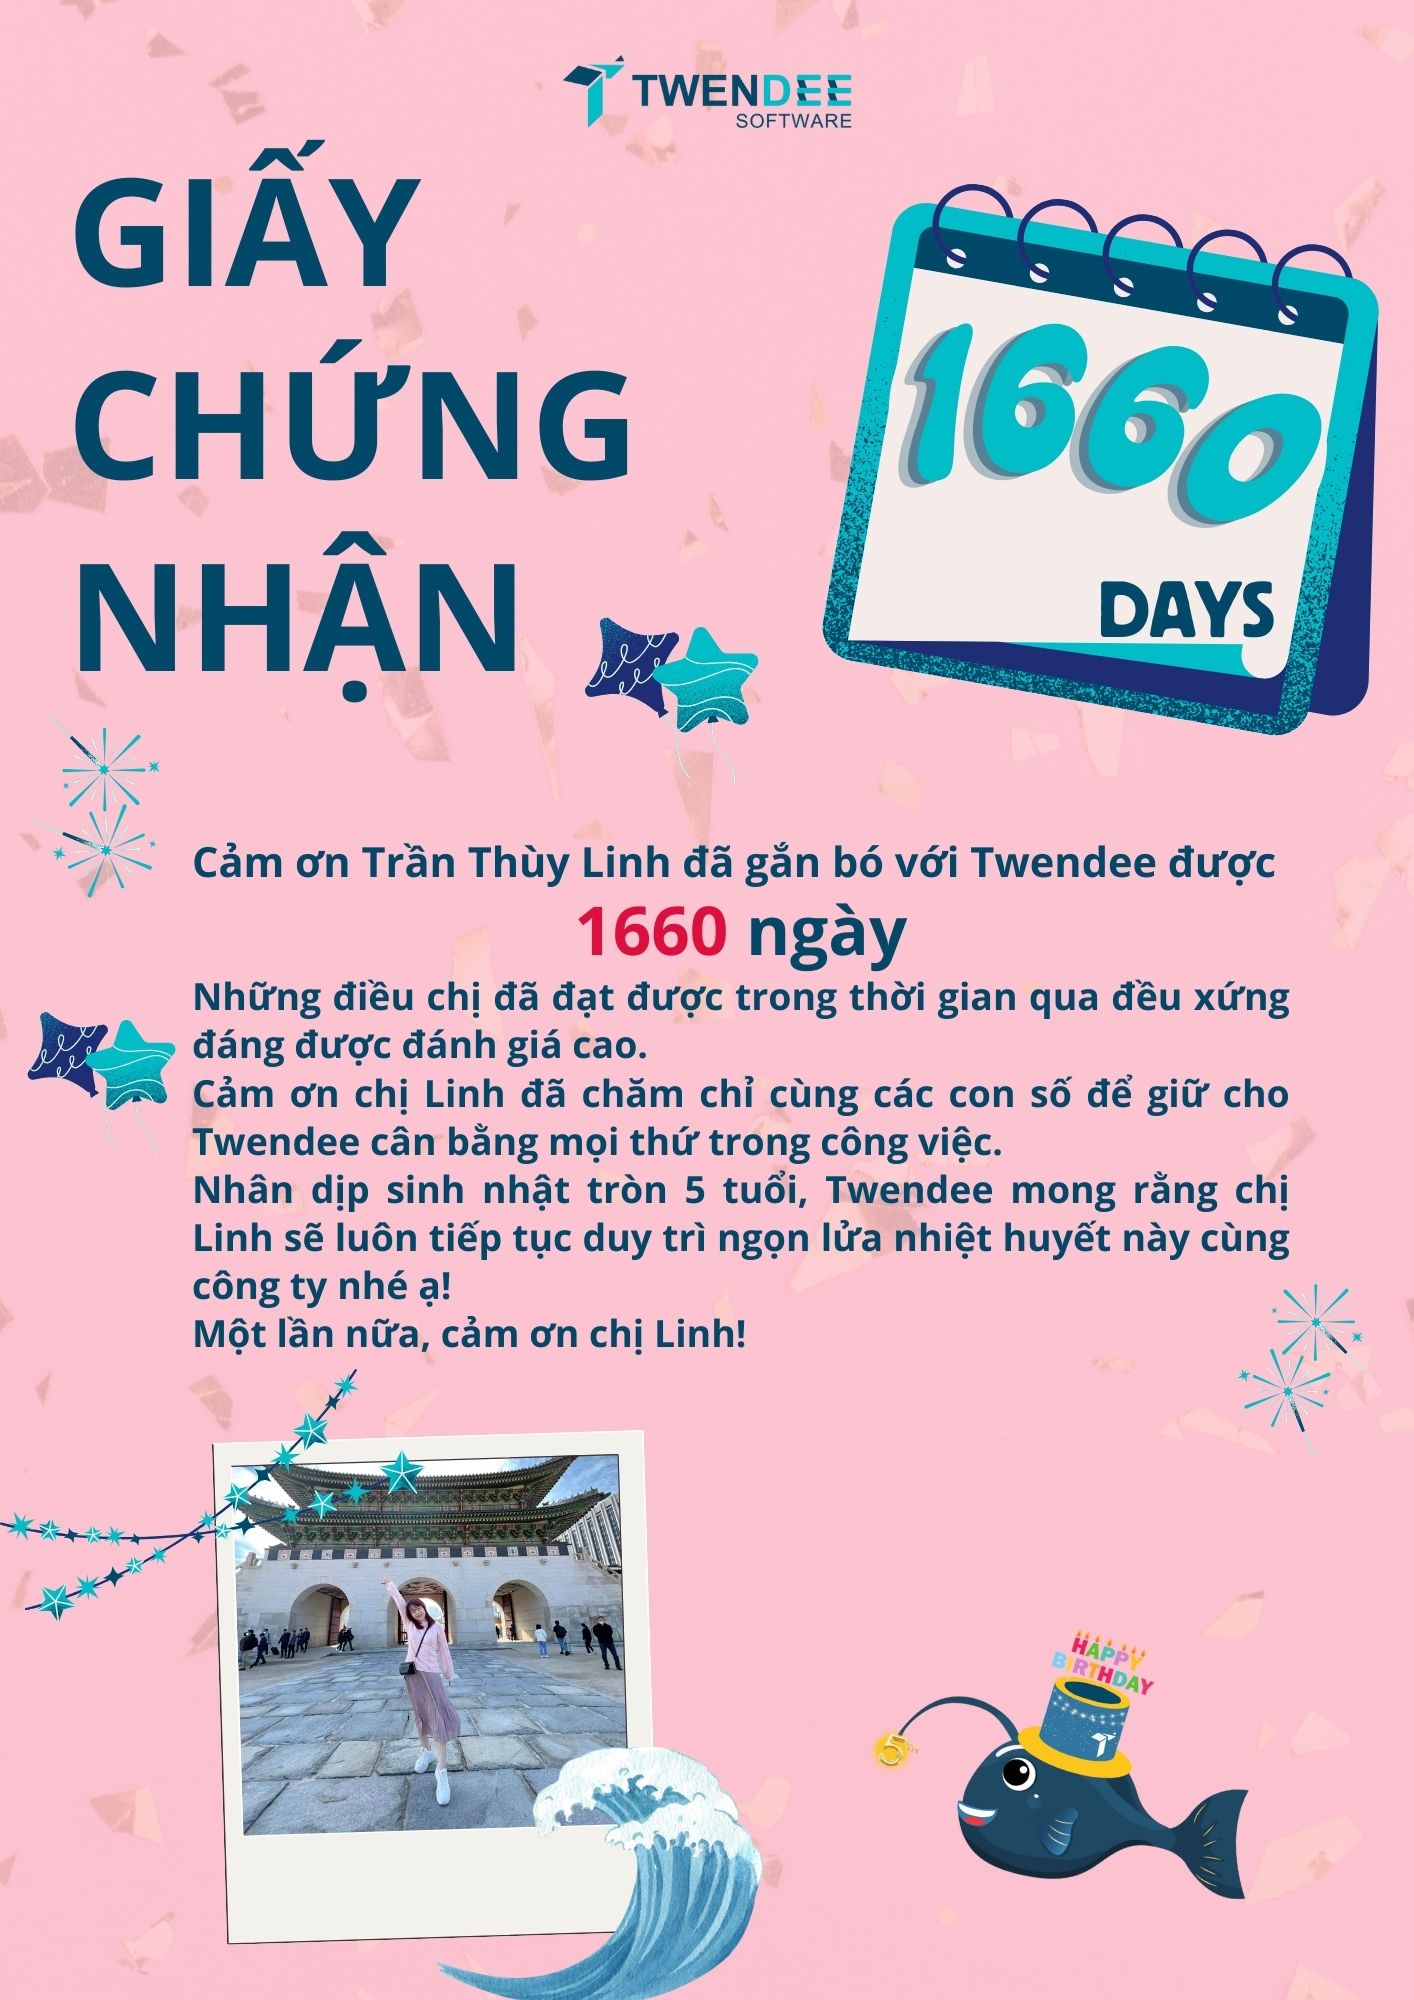 TWENDEE
SOFTWARE
GIẤY
CHỨNG
NHẬN
1660
DAYS
Cảm ơn Trần Thùy Linh đã gắn bó với Twendee được
1660 ngày
Những điều chị đã đạt được trong thời gian qua đều xứng
đáng được đánh giá cao.
Cảm ơn chị Linh đã chăm chỉ cùng các con số để giữ cho
Twendee cân bằng mọi thứ trong công việc.
Nhân dịp sinh nhật tròn 5 tuổi, Twendee mong rằng chị
Linh sẽ luôn tiếp tục duy trì ngọn lửa nhiệt huyết này cùng
công ty nhé ạ!
Một lần nữa, cảm ơn chị Linh!
HAPPY
BIRTHDAY
5